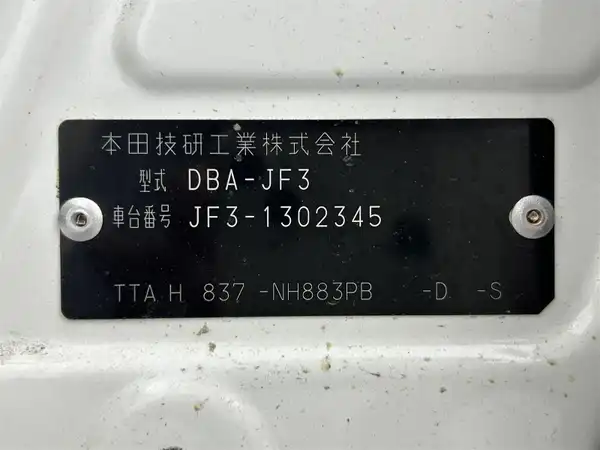 本田技研工業株式会社
型式 DBA-JF3
車台番号 JF3-1302345
TTA H 837 -NH883PB -D -S